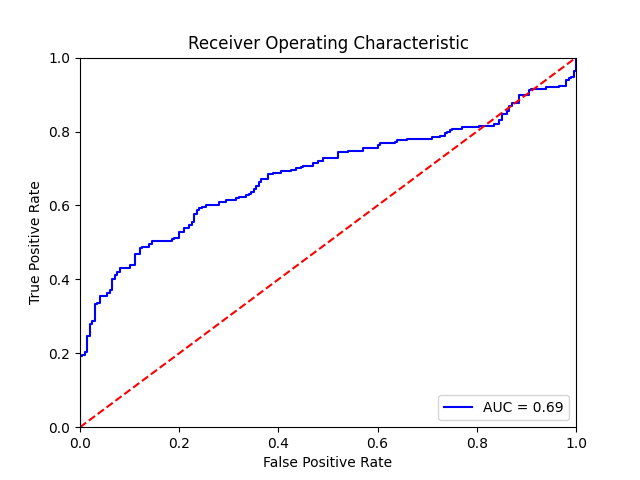 Receiver Operating Characteristic
1.0
0.8
0.6
0.4
0.2
0.0
True Positive Rate
AUC = 0.69
0.0 0.2 0.4 0.6 0.8 1.0
False Positive Rate